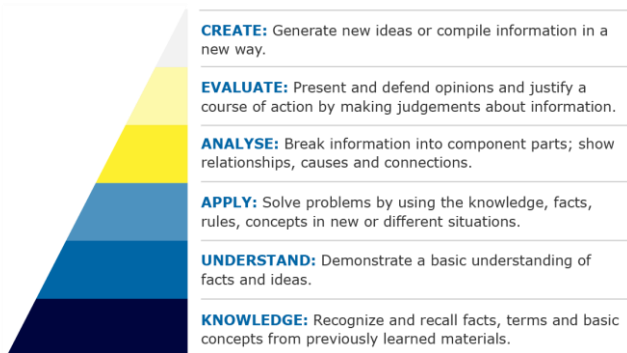 CREATE: Generate new ideas or compile information in a
new way.
EVALUATE: Present and defend opinions and justify a
course of action by making judgements about information.
ANALYSE: Break information into component parts; show
relationships, causes and connections.
APPLY: Solve problems by using the knowledge, facts,
rules, concepts in new or different situations.
UNDERSTAND: Demonstrate a basic understanding of
facts and ideas.
KNOWLEDGE: Recognize and recall facts, terms and basic
concepts from previously learned materials.